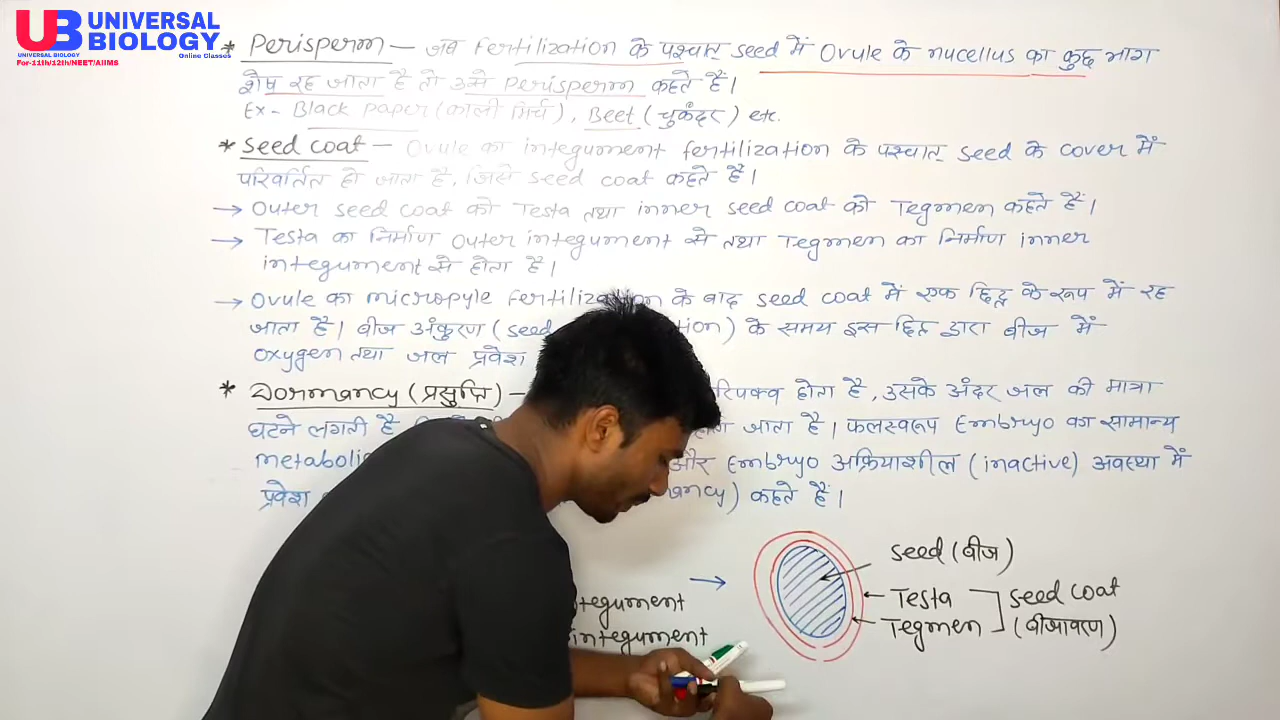 UB UNIVERSAL BIOLOGY
UNIVERSAL BIOLOGY Online Classes
For-11th/12th/NEET/AIIMS
* Perisperm — जब fertilization के पश्चात् seed में Ovule के nucellus का कुछ भाग
शेष रह जाता है तो उसे Perisperm कहते हैं।
Ex - Black paper (काली मिर्च), Beet (चुकंदर) etc.
* Seed coat — Ovule का integument fertilization के पश्चात् seed के cover में
परिवर्तित हो जाता है, जिसे seed coat कहते हैं।
→ Outer seed coat को Testa तथा inner seed coat को Tegmen कहते हैं।
→ Testa का निर्माण outer integument से तथा Tegmen का निर्माण inner
integument से होता है।
→ Ovule का micropyle fertilization के बाद seed coat में एक छिद्र के रूप में रह
जाता है। बीज अंकुरण (seed tion) के समय इस छिद्र द्वारा बीज में
oxygen तथा जल प्रवेश
* Dormancy (प्रसुप्ति) — होता है, उसके अंदर जल की मात्रा
घटने लगती है जाता है। फलस्वरूप Embryo का सामान्य
metaboli और Embryo अक्रियाशील (inactive) अवस्था में
प्रवेश ancy) कहते हैं।
→ seed (बीज)
tegument ← Testa seed coat
integument ← Tegmen (बीजावरण)